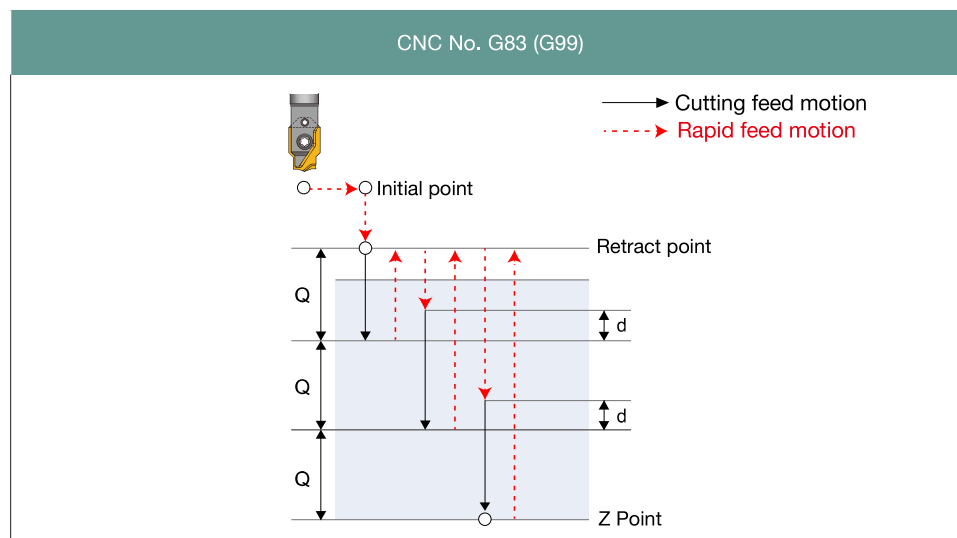 CNC No. G83 (G99)
Cutting feed motion
Rapid feed motion
Initial point
Retract point
Q
d
Q
d
Q
Z Point